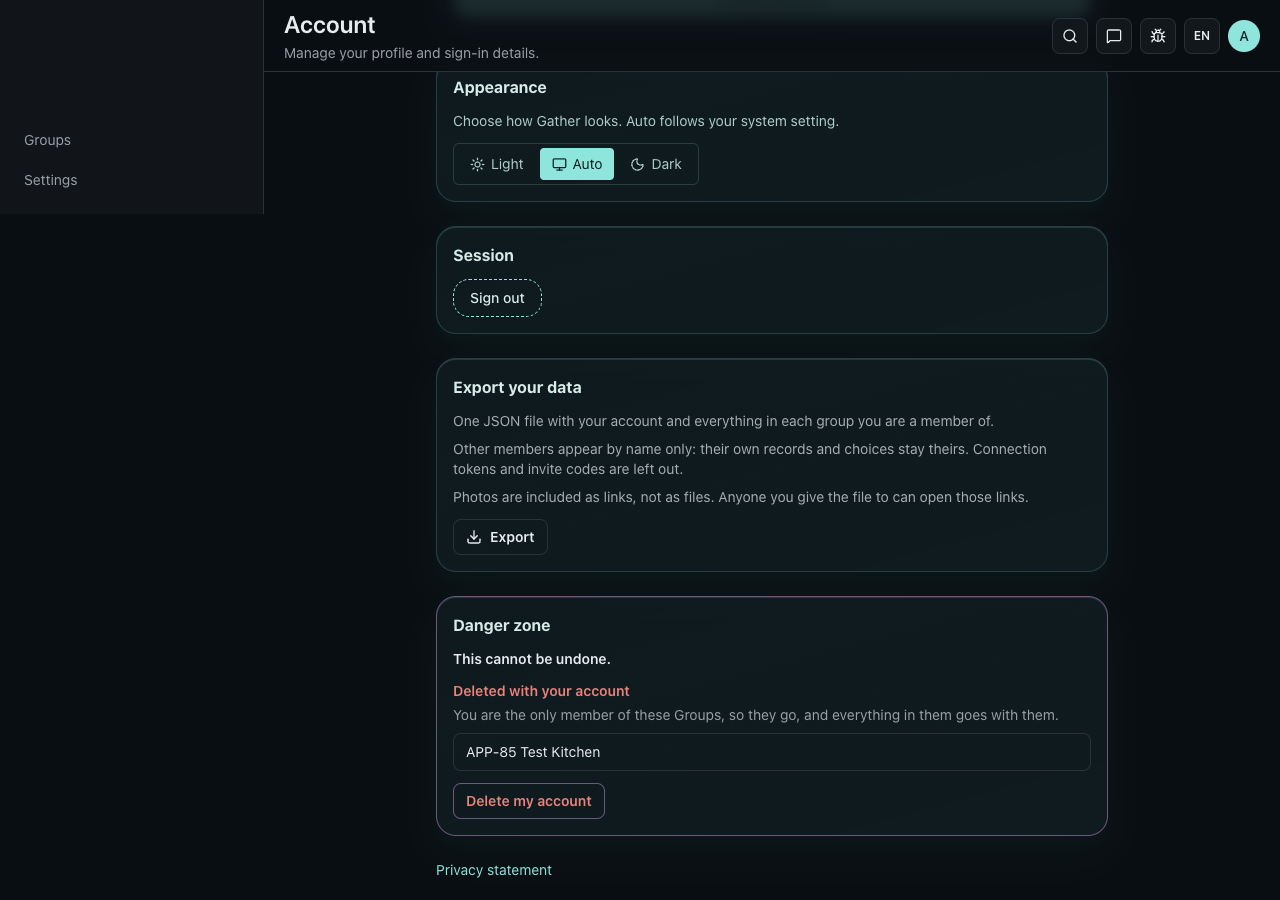 Account
Manage your profile and sign-in details.
EN
A
Groups
Settings
Appearance
Choose how Gather looks. Auto follows your system setting.
Light
Auto
Dark
Session
Sign out
Export your data
One JSON file with your account and everything in each group you are a member of.
Other members appear by name only: their own records and choices stay theirs. Connection
tokens and invite codes are left out.
Photos are included as links, not as files. Anyone you give the file to can open those links.
Export
Danger zone
This cannot be undone.
Deleted with your account
You are the only member of these Groups, so they go, and everything in them goes with them.
APP-85 Test Kitchen
Delete my account
Privacy statement